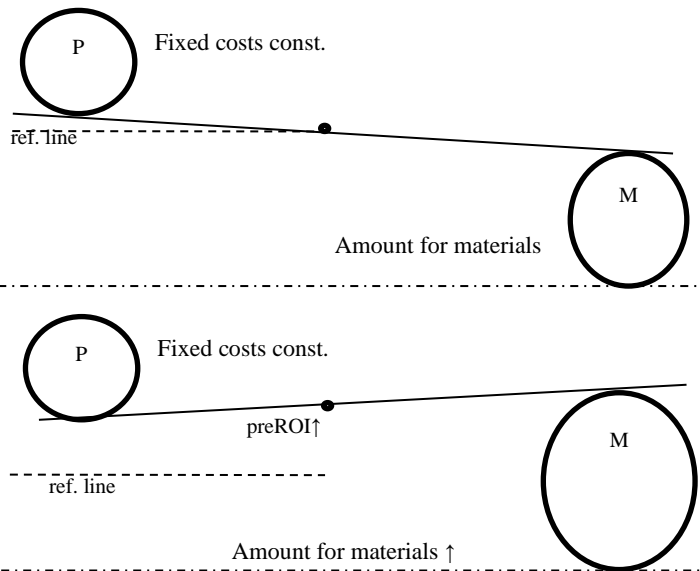 P
Fixed costs const.
ref. line
M
Amount for materials
P
Fixed costs const.
preROI↑
M
ref. line
Amount for materials ↑